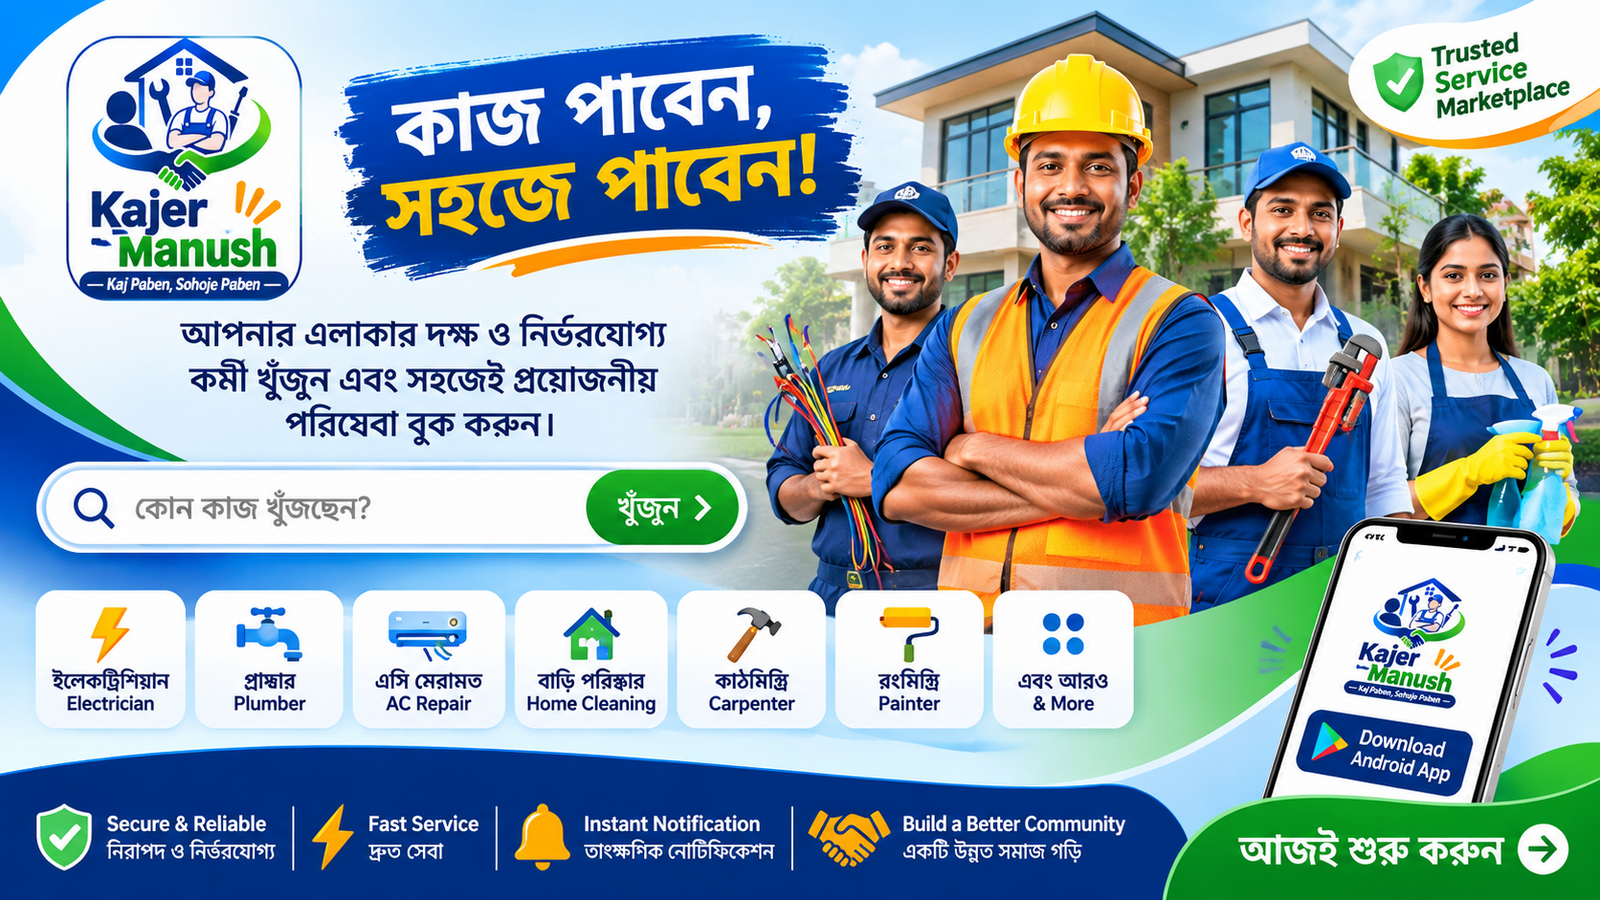 Kajer
Manush
Kaj Paben, Sohoje Paben
কাজ পাবেন,
সহজে পাবেন!
Trusted
Service
Marketplace
আপনার এলাকার দক্ষ ও নির্ভরযোগ্য
কর্মী খুঁজুন এবং সহজেই প্রয়োজনীয়
পরিষেবা বুক করুন।
কোন কাজ খুঁজছেন?
খুঁজুন
ইলেকট্রিশিয়ান
Electrician
Plumber
এসি মেরামত
AC Repair
বাড়ি পরিষ্কার
Home Cleaning
কাঠমিস্ত্রি
Carpenter
রংমিস্ত্রি
Painter
এবং আরও
& More
Kajer
Manush
Kaj Paben, Sohoje Paben
Download
Android App
Secure & Reliable
নিরাপদ ও নির্ভরযোগ্য
Fast Service
দ্রুত সেবা
Instant Notification
তাৎক্ষণিক নোটিফিকেশন
Build a Better Community
একটি উন্নত সমাজ গড়ি
আজই শুরু করুন